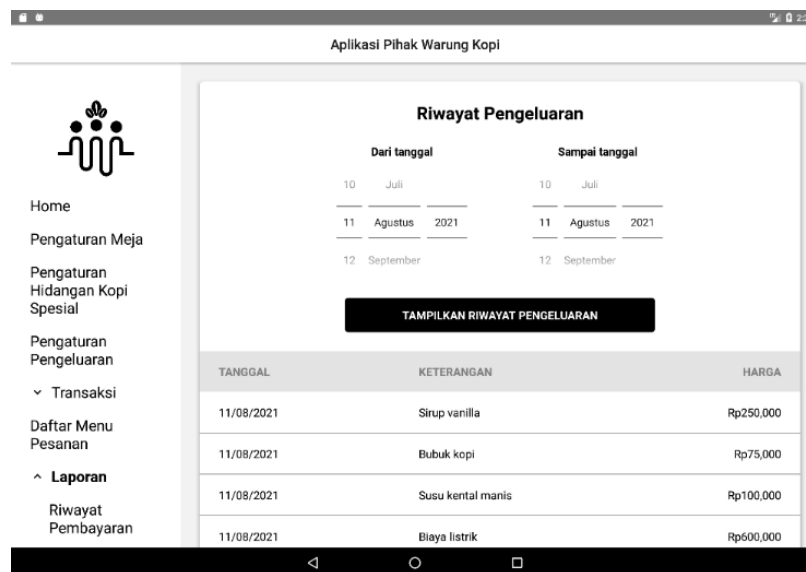 Aplikasi Pihak Warung Kopi
Home
Pengaturan Meja
Pengaturan
Hidangan Kopi
Spesial
Pengaturan
Pengeluaran
Transaksi
Daftar Menu
Pesanan
Laporan
Riwayat
Pembayaran
Riwayat Pengeluaran
Dari tanggal Sampai tanggal
10 Juli 10 Juli
11 Agustus 2021 11 Agustus 2021
12 September 12 September
TAMPILKAN RIWAYAT PENGELUARAN
TANGGAL KETERANGAN HARGA
11/08/2021 Sirup vanilla Rp250,000
11/08/2021 Bubuk kopi Rp75,000
11/08/2021 Susu kental manis Rp100,000
11/08/2021 Biaya listrik Rp600,000